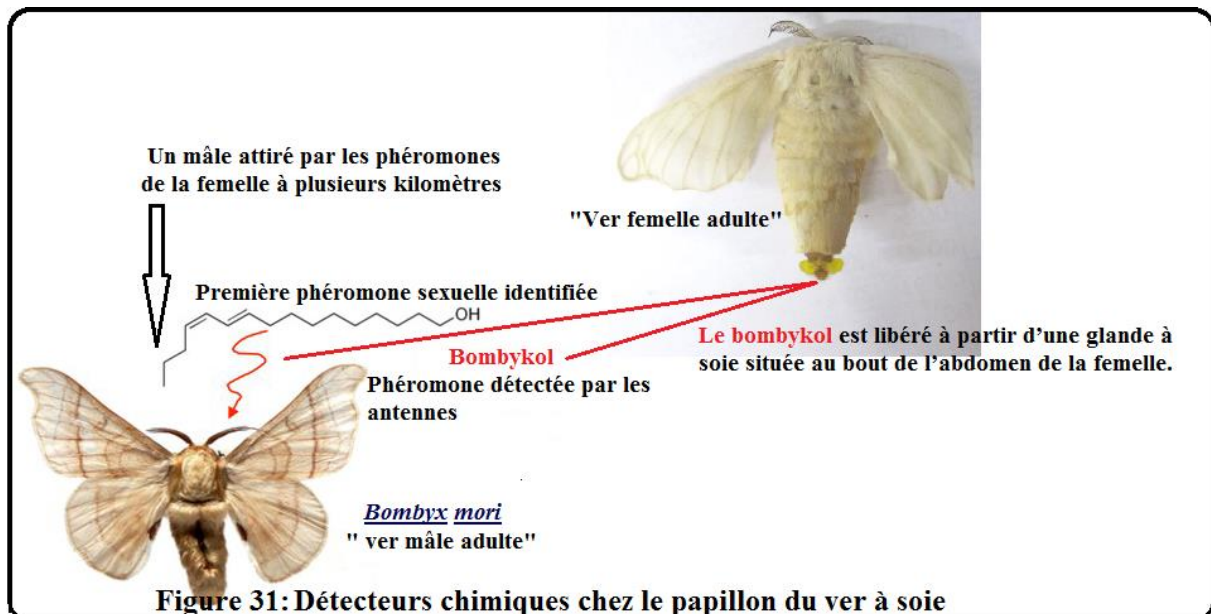 Un mâle attiré par les phéromones
de la femelle à plusieurs kilomètres
"Ver femelle adulte"
Première phéromone sexuelle identifiée
OH
Bombykol
Phéromone détectée par les
antennes
Le bombykol est libéré à partir d’une glande à
soie située au bout de l’abdomen de la femelle.
Bombyx mori
" ver mâle adulte"
Figure 31: Détecteurs chimiques chez le papillon du ver à soie